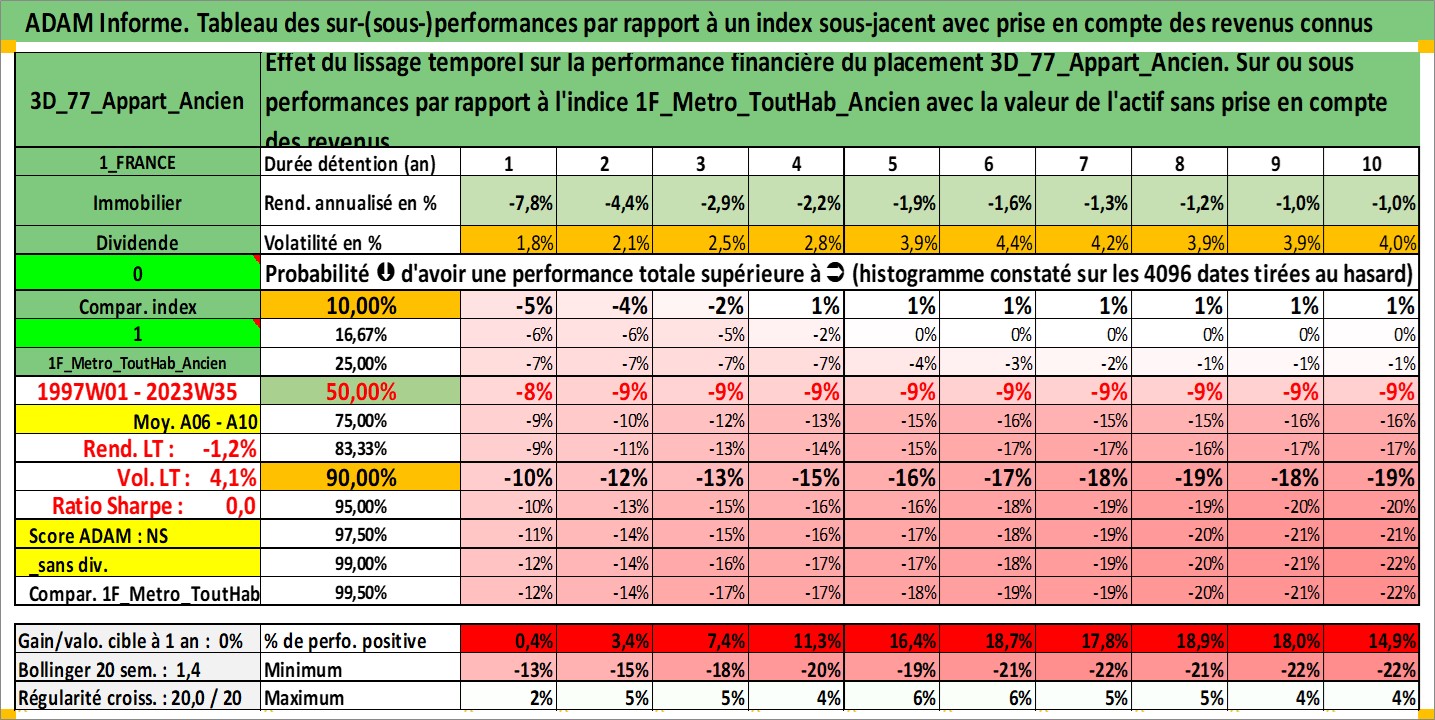 ADAM Informe. Tableau des sur-(sous-)performances par rapport à un index sous-jacent avec prise en compte des revenus connus
3D_77_Appart_Ancien
Effet du lissage temporel sur la performance financière du placement 3D_77_Appart_Ancien. Sur ou sous
performances par rapport à l'indice 1F_Metro_ToutHab_Ancien avec la valeur de l'actif sans prise en compte
des revenus
1_FRANCE Durée détention (an) 1 2 3 4 5 6 7 8 9 10
Immobilier Rend. annualisé en % -7,8% -4,4% -2,9% -2,2% -1,9% -1,6% -1,3% -1,2% -1,0% -1,0%
Dividende Volatilité en % 1,8% 2,1% 2,5% 2,8% 3,9% 4,4% 4,2% 3,9% 3,9% 4,0%
0 Probabilité ⮋ d'avoir une performance totale supérieure à ⮊ (histogramme constaté sur les 4096 dates tirées au hasard)
Compar. index 10,00% -5% -4% -2% 1% 1% 1% 1% 1% 1% 1%
1 16,67% -6% -6% -5% -2% 0% 0% 0% 0% 0% 0%
1F_Metro_ToutHab_Ancien 25,00% -7% -7% -7% -7% -4% -3% -2% -1% -1% -1%
1997W01 - 2023W35 50,00% -8% -9% -9% -9% -9% -9% -9% -9% -9% -9%
Moy. A06 - A10 75,00% -9% -10% -12% -13% -15% -16% -15% -15% -16% -16%
Rend. LT : -1,2% 83,33% -9% -11% -13% -14% -15% -17% -17% -16% -17% -17%
Vol. LT : 4,1% 90,00% -10% -12% -13% -15% -16% -17% -18% -19% -18% -19%
Ratio Sharpe : 0,0 95,00% -10% -13% -15% -16% -16% -18% -19% -19% -20% -20%
Score ADAM : NS 97,50% -11% -14% -15% -16% -17% -18% -19% -20% -21% -21%
_sans div. 99,00% -12% -14% -16% -17% -17% -18% -19% -20% -21% -22%
Compar. 1F_Metro_ToutHab 99,50% -12% -14% -17% -17% -18% -19% -19% -20% -21% -22%
Gain/valo. cible à 1 an : 0% % de perfo. positive 0,4% 3,4% 7,4% 11,3% 16,4% 18,7% 17,8% 18,9% 18,0% 14,9%
Bollinger 20 sem. : 1,4 Minimum -13% -15% -18% -20% -19% -21% -22% -21% -22% -22%
Régularité croiss. : 20,0 / 20 Maximum 2% 5% 5% 4% 6% 6% 5% 5% 4% 4%